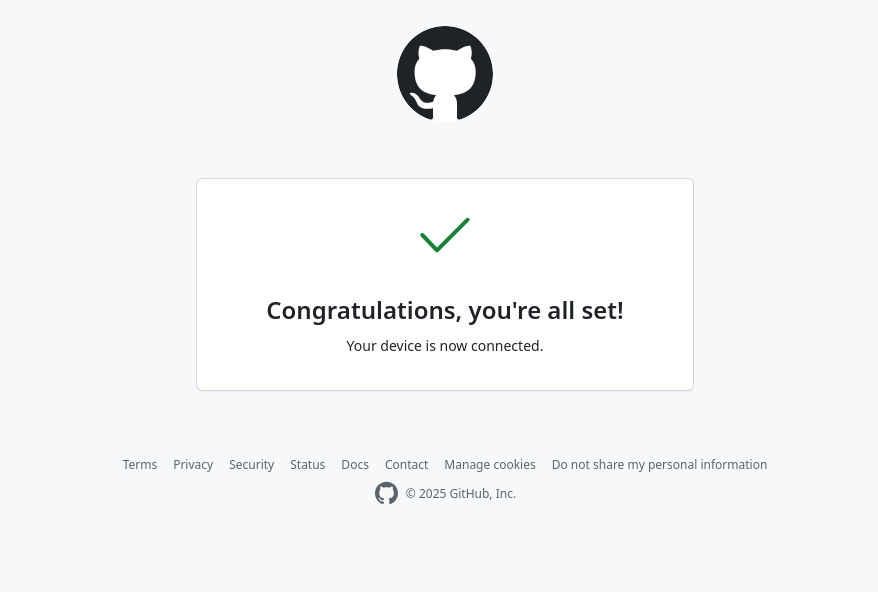 Congratulations, you're all set!
Your device is now connected.
Terms Privacy Security Status Docs Contact Manage cookies Do not share my personal information
© 2025 GitHub, Inc.